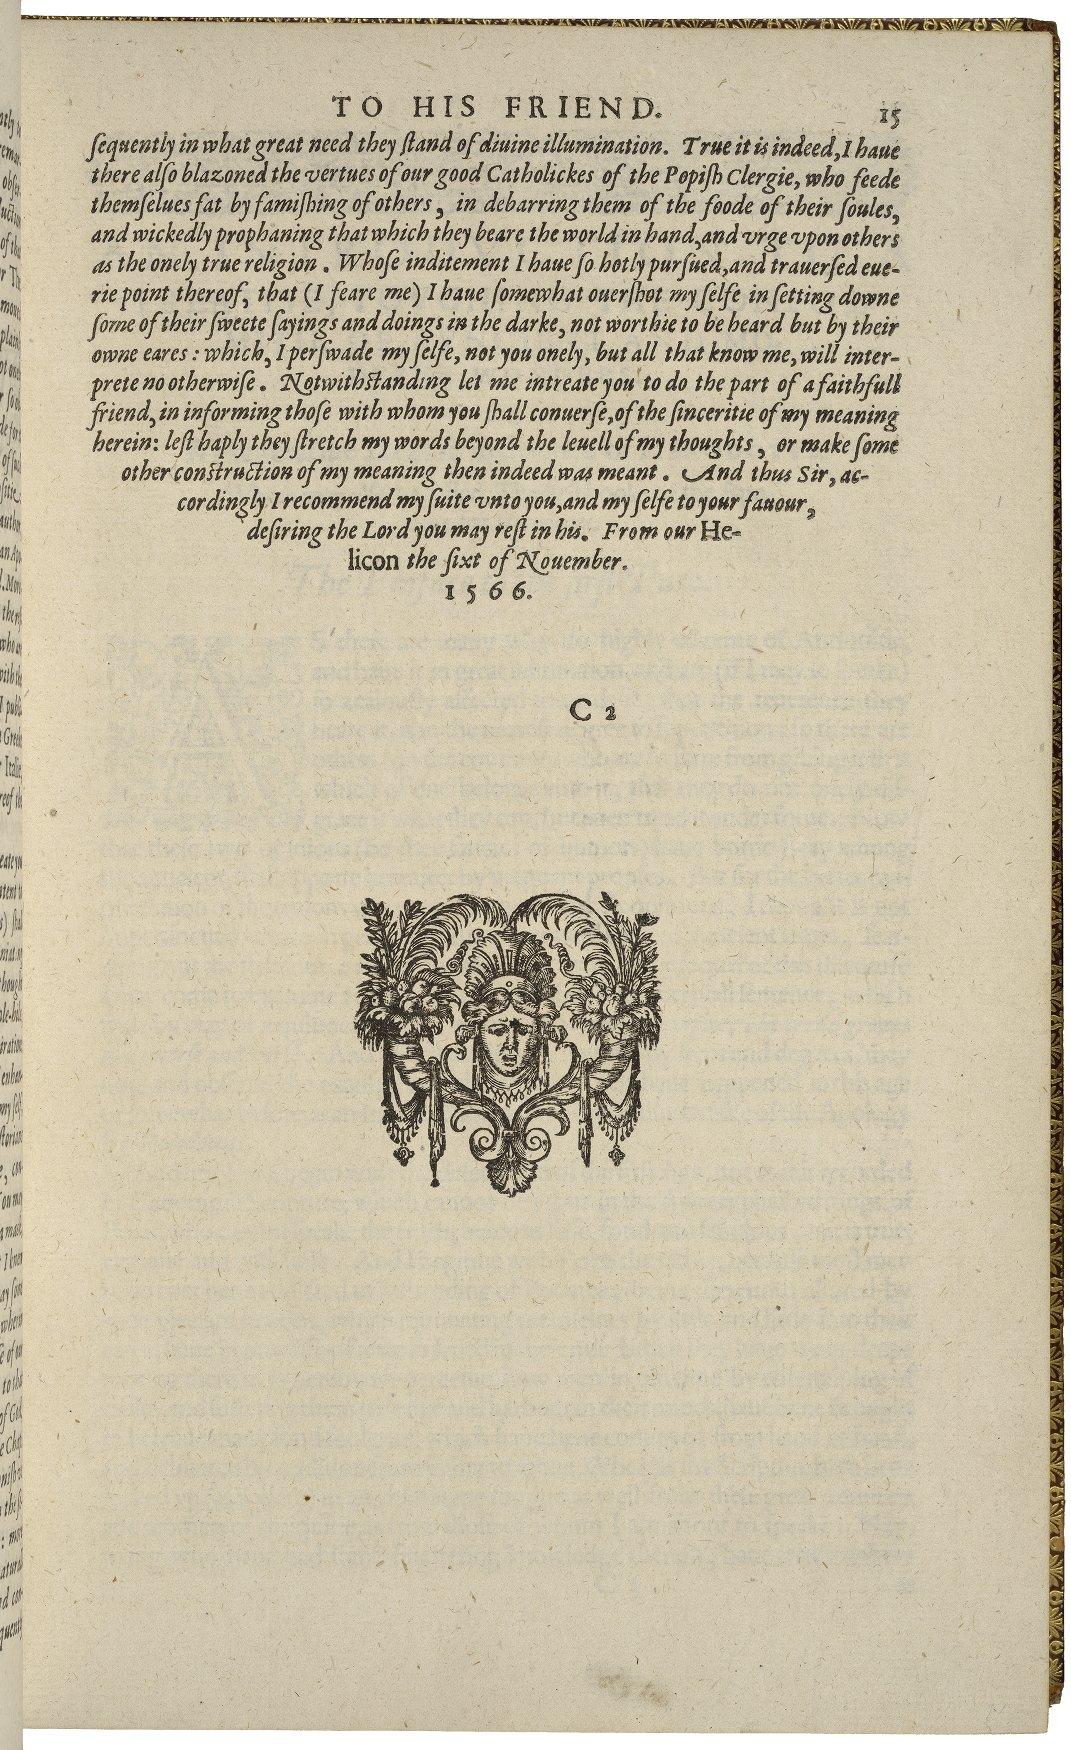 TO HIS FRIEND. 15
ſequently in what great need they ſtand of diuine illumination. True it is indeed, I haue
there alſo blazoned the vertues of our good Catholickes of the Popiſh Clergie, who feede
themſelues fat by famiſhing of others, in debarring them of the foode of their ſoules,
and wickedly prophaning that which they beare the world in hand, and vrge vpon others
as the onely true religion. Whoſe inditement I haue ſo hotly purſued, and trauerſed eue-
rie point thereof, that (I feare me) I haue ſomewhat ouerſhot my ſelfe in ſetting downe
ſome of their ſweete ſayings and doings in the darke, not worthie to be heard but by their
owne eares: which, I perſwade my ſelfe, not you onely, but all that know me, will inter-
prete no otherwiſe. Notwithſtanding let me intreate you to do the part of a faithfull
friend, in informing thoſe with whom you ſhall conuerſe, of the ſinceritie of my meaning
herein: leſt haply they ſtretch my words beyond the leuell of my thoughts, or make ſome
other conſtruction of my meaning then indeed was meant. And thus Sir, ac-
cordingly I recommend my ſuite vnto you, and my ſelfe to your fauour,
deſiring the Lord you may reſt in his. From our He-
licon the ſixt of Nouember.
1566.
C 2